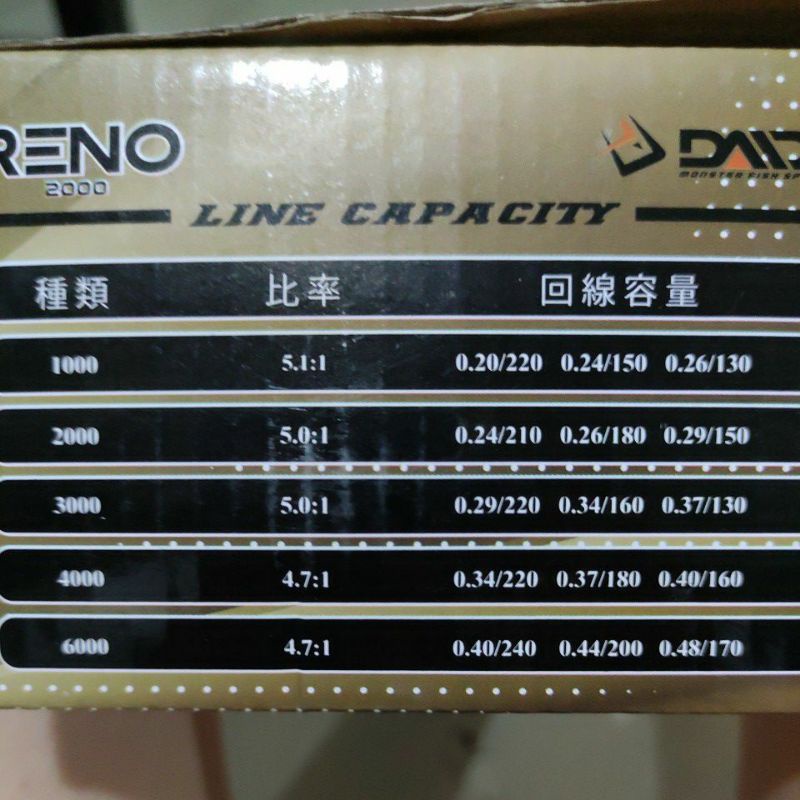 RENO
2000
DAID
MONSTER FISH SP
LINE CAPACITY
種類 比率 回線容量
1000 5.1:1 0.20/220 0.24/150 0.26/130
2000 5.0:1 0.24/210 0.26/180 0.29/150
3000 5.0:1 0.29/220 0.34/160 0.37/130
4000 4.7:1 0.34/220 0.37/180 0.40/160
6000 4.7:1 0.40/240 0.44/200 0.48/170